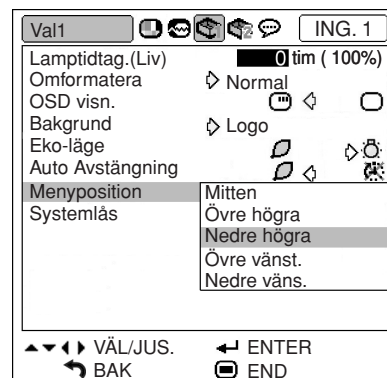 Val1 ING. 1
Lamptidtag.(Liv) 0 tim ( 100%)
Omformatera Normal
OSD visn.
Bakgrund Logo
Eko-läge
Auto Avstängning
Menyposition Mitten
Systemlås Övre högra
Nedre högra
Övre vänst.
Nedre väns.
VÄL/JUS. ENTER
BAK END